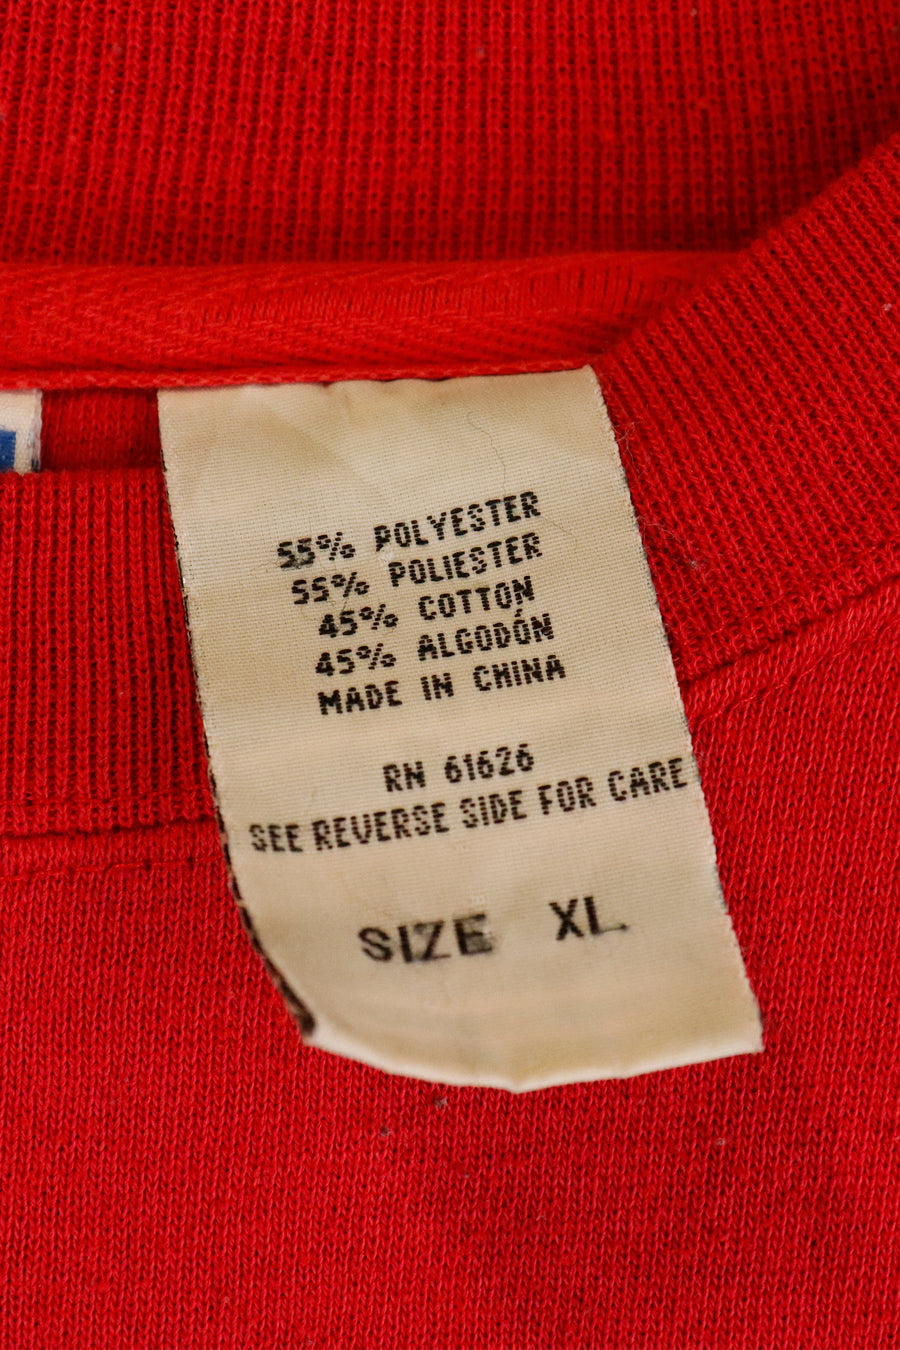 55% POLYESTER
55% POLIESTER
45% COTTON
45% ALGODÓN
MADE IN CHINA
RN 61626
SEE REVERSE SIDE FOR CARE
SIZE XL